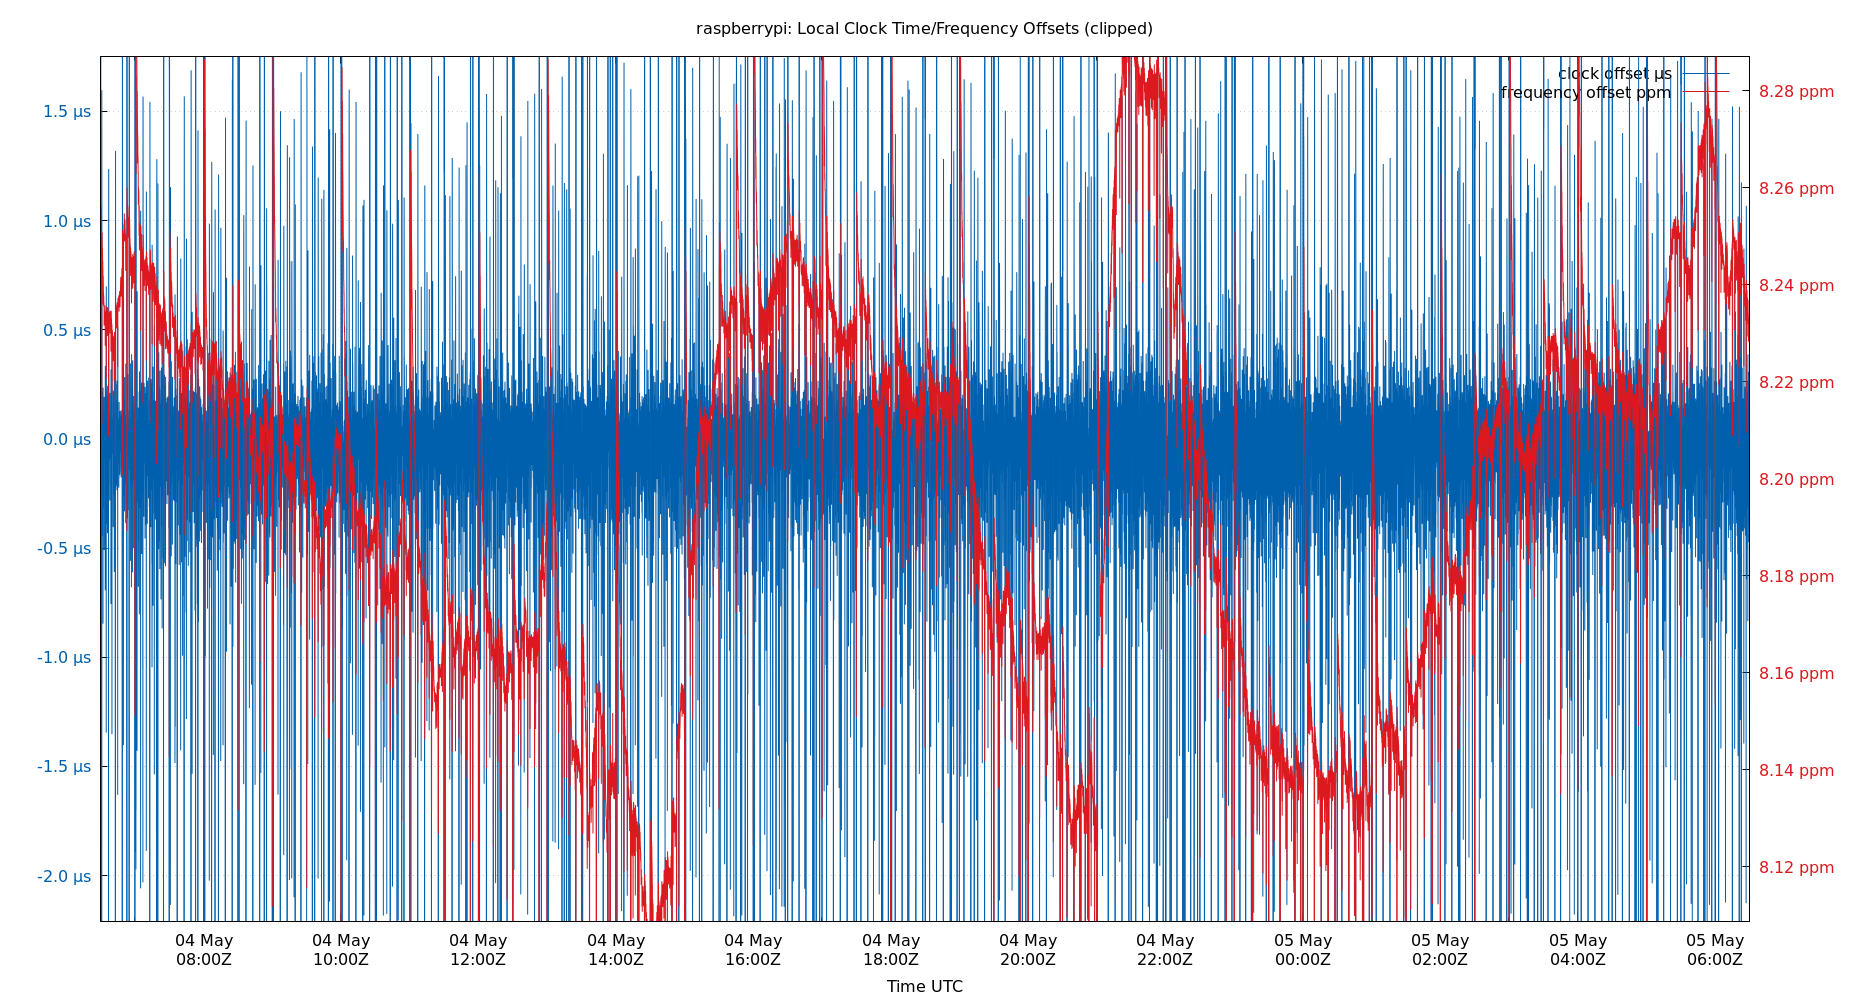 raspberrypi: Local Clock Time/Frequency Offsets (clipped)
clock offset µs
frequency offset ppm
1.5 µs
1.0 µs
0.5 µs
0.0 µs
-0.5 µs
-1.0 µs
-1.5 µs
-2.0 µs
8.28 ppm
8.26 ppm
8.24 ppm
8.22 ppm
8.20 ppm
8.18 ppm
8.16 ppm
8.14 ppm
8.12 ppm
04 May 04 May 04 May 04 May 04 May 04 May 04 May 04 May 05 May 05 May 05 May 05 May
08:00Z 10:00Z 12:00Z 14:00Z 16:00Z 18:00Z 20:00Z 22:00Z 00:00Z 02:00Z 04:00Z 06:00Z
Time UTC